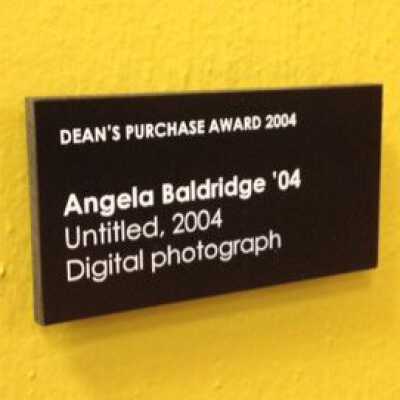 DEAN'S PURCHASE AWARD 2004
Angela Baldridge '04
Untitled, 2004
Digital photograph